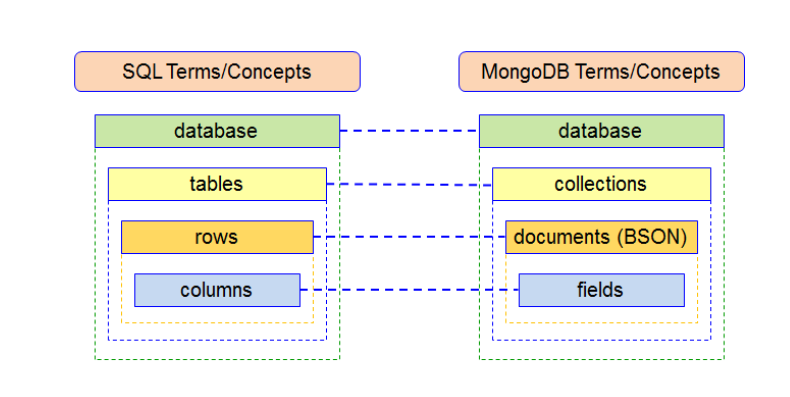 SQL Terms/Concepts
MongoDB Terms/Concepts
database
database
tables
collections
rows
documents (BSON)
columns
fields